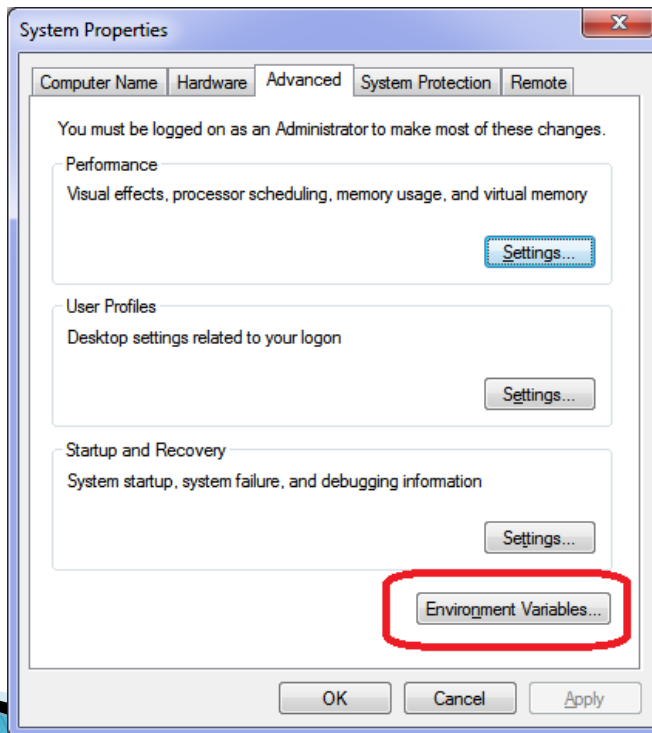 System Properties
Computer Name Hardware Advanced System Protection Remote
You must be logged on as an Administrator to make most of these changes.
Performance
Visual effects, processor scheduling, memory usage, and virtual memory
Settings...
User Profiles
Desktop settings related to your logon
Settings...
Startup and Recovery
System startup, system failure, and debugging information
Settings...
Environment Variables...
OK Cancel Apply